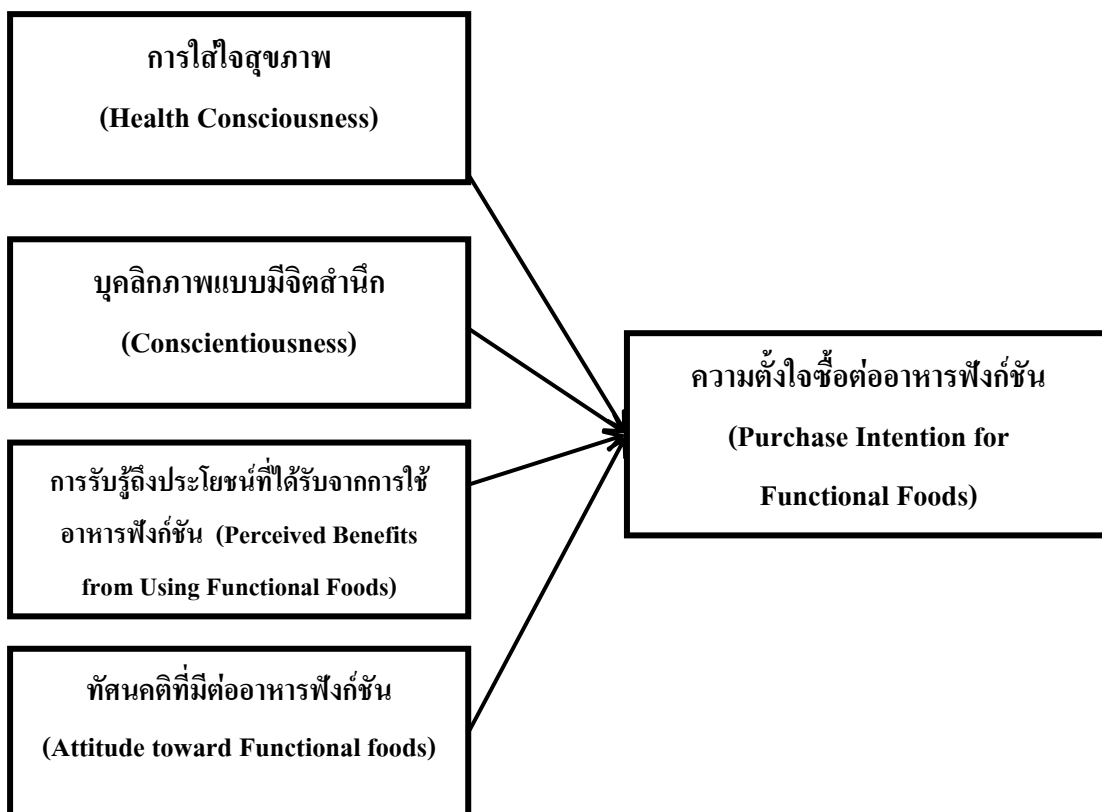 การใส่ใจสุขภาพ
(Health Consciousness)
บุคลิกภาพแบบมีจิตสำนึก
(Conscientiousness)
การรับรู้ถึงประโยชน์ที่ได้รับจากการใช้
อาหารฟังก์ชัน (Perceived Benefits
from Using Functional Foods)
ทัศนคติที่มีต่ออาหารฟังก์ชัน
(Attitude toward Functional foods)
ความตั้งใจซื้อต่ออาหารฟังก์ชัน
(Purchase Intention for
Functional Foods)